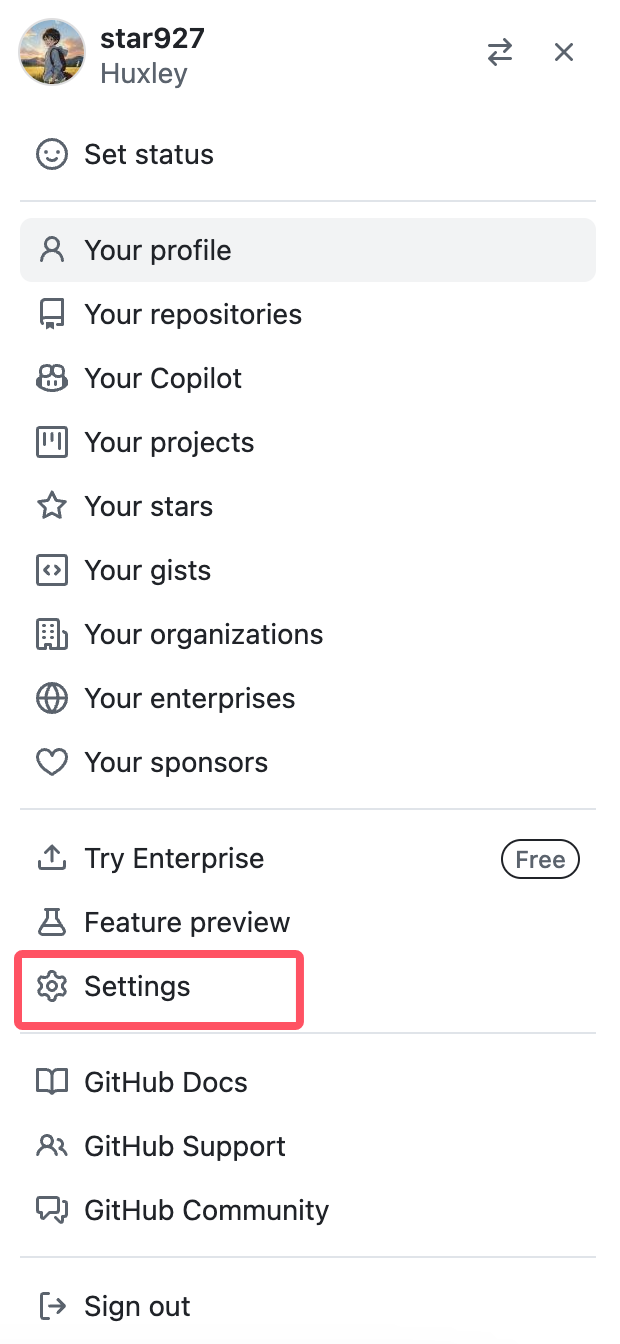 star927
Huxley
Set status
Your profile
Your repositories
Your Copilot
Your projects
Your stars
Your gists
Your organizations
Your enterprises
Your sponsors
Try Enterprise Free
Feature preview
Settings
GitHub Docs
GitHub Support
GitHub Community
Sign out